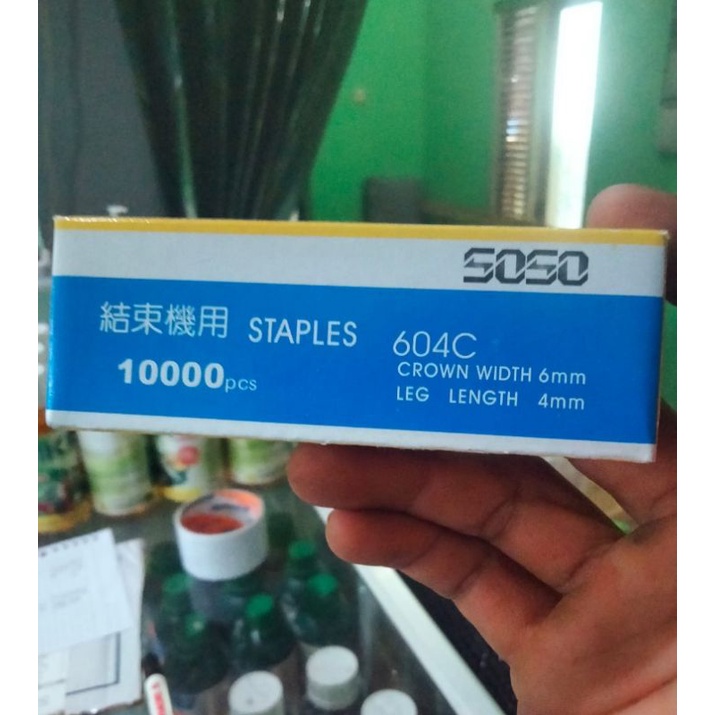 SOSO
結束機用 STAPLES
10000pcs
604C
CROWN WIDTH 6mm
LEG LENGTH 4mm